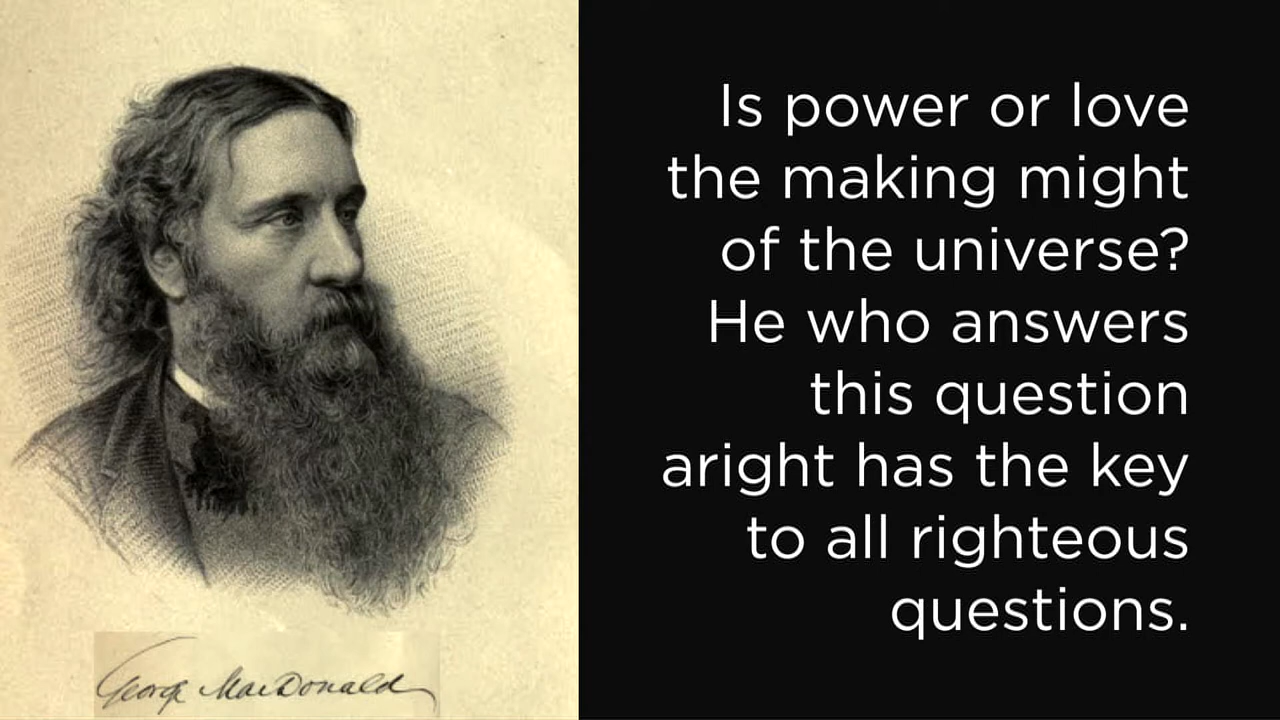 Is power or love
the making might
of the universe?
He who answers
this question
aright has the key
to all righteous
questions.
George MacDonald